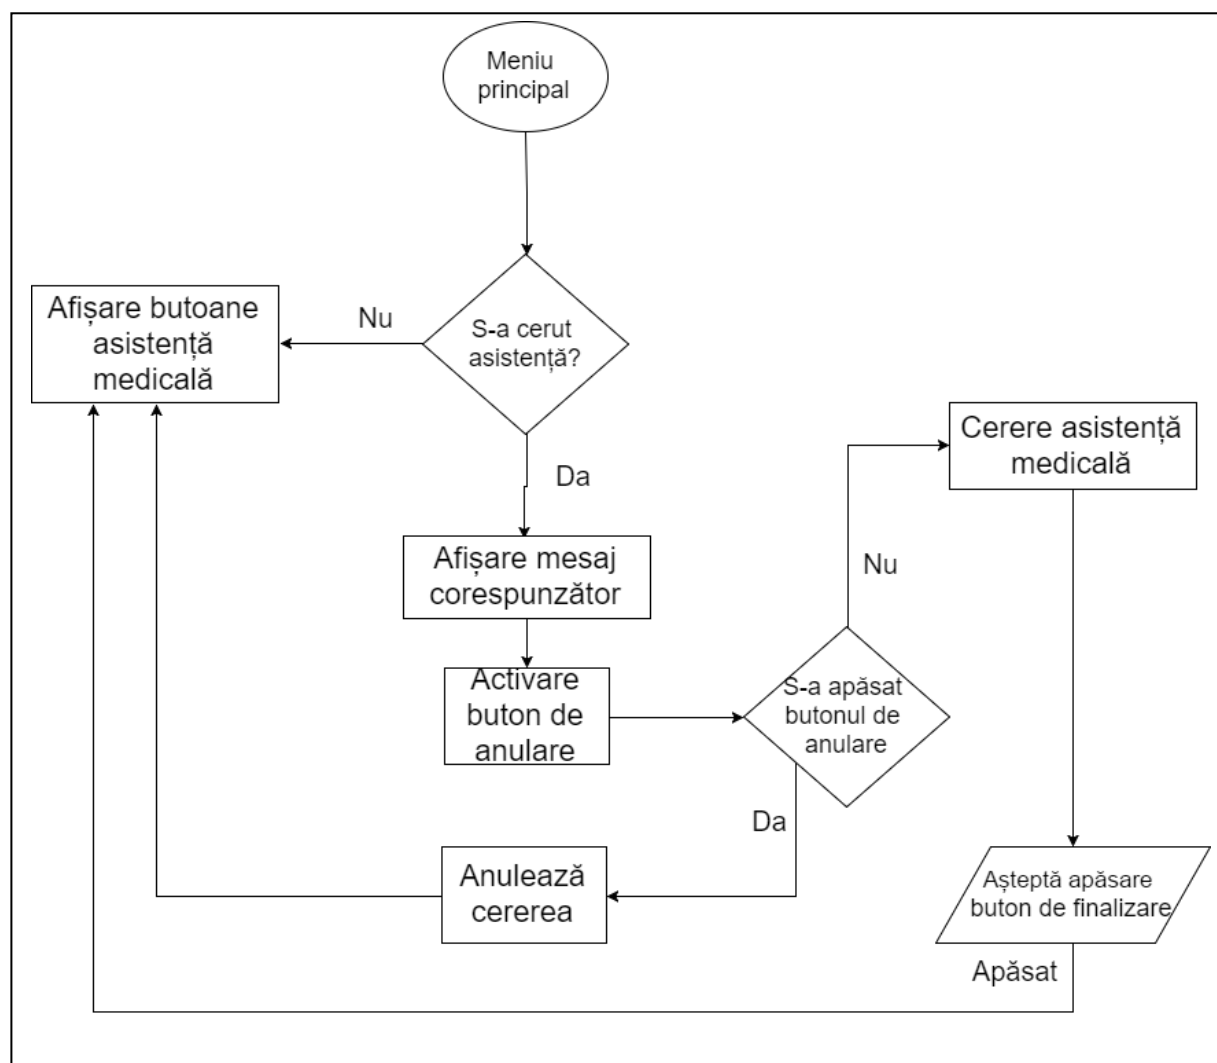 Meniu
principal
S-a cerut
asistență?
Nu
Afișare butoane
asistență
medicală
Da
Afișare mesaj
corespunzător
Activare
buton de
anulare
S-a apăsat
butonul de
anulare
Nu
Cerere asistență
medicală
Da
Anulează
cererea
Așteptă apăsare
buton de finalizare
Apăsat